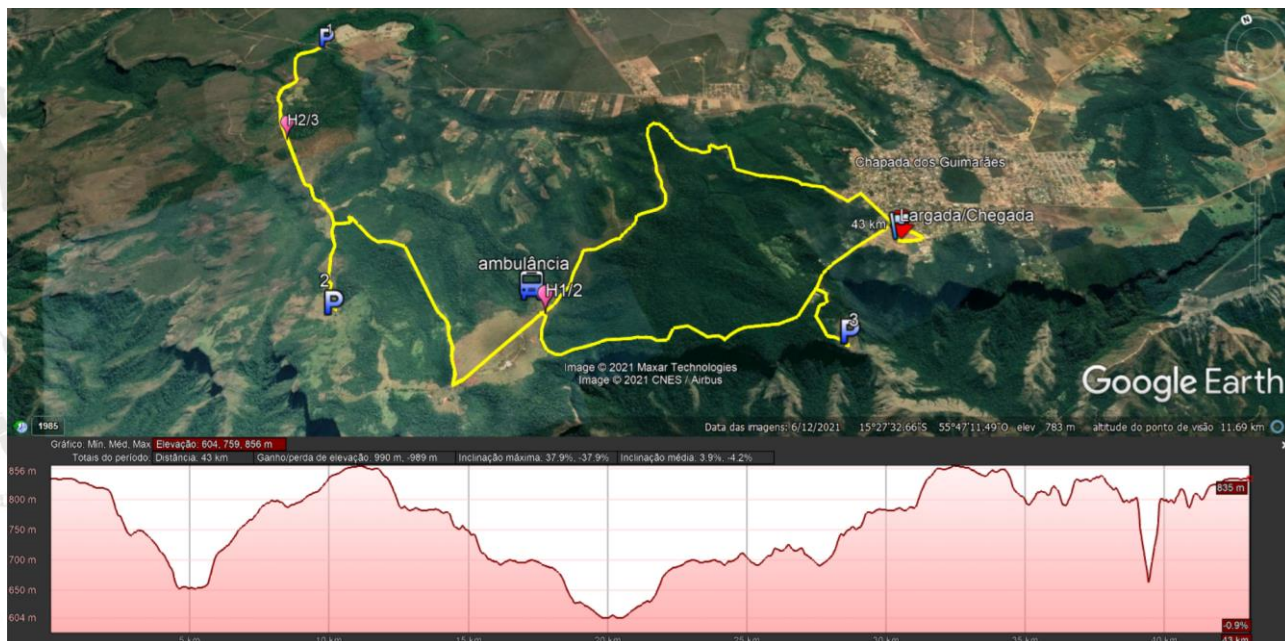 1
P
N
H2/3
Chapada dos Guimarães
Largada/Chegada
43 km
ambulância
H1/2
2
P
3
P
Image © 2021 Maxar Technologies
Image © 2021 CNES / Airbus
Google Earth
1985
Data das imagens: 6/12/2021 15°27'32.66"S 55°47'11.49"O elev 783 m altitude do ponto de visão 11.69 km
Gráfico: Mín, Méd, Max Elevação: 604, 759, 856 m
Totais do período: Distância: 43 km Ganho/perda de elevação: 990 m, -989 m Inclinação máxima: 37.9%, -37.9% Inclinação média: 3.9%, -4.2%
856 m
835 m
800 m
750 m
700 m
650 m
604 m
-0.9%
5 km
10 km
15 km
20 km
25 km
30 km
35 km
40 km
43 km